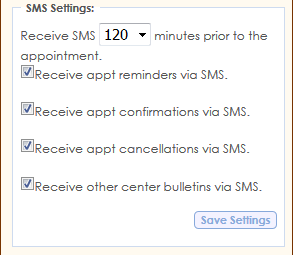 SMS Settings:
Receive SMS 120 minutes prior to the
appointment.
Receive appt reminders via SMS.
Receive appt confirmations via SMS.
Receive appt cancellations via SMS.
Receive other center bulletins via SMS.
Save Settings